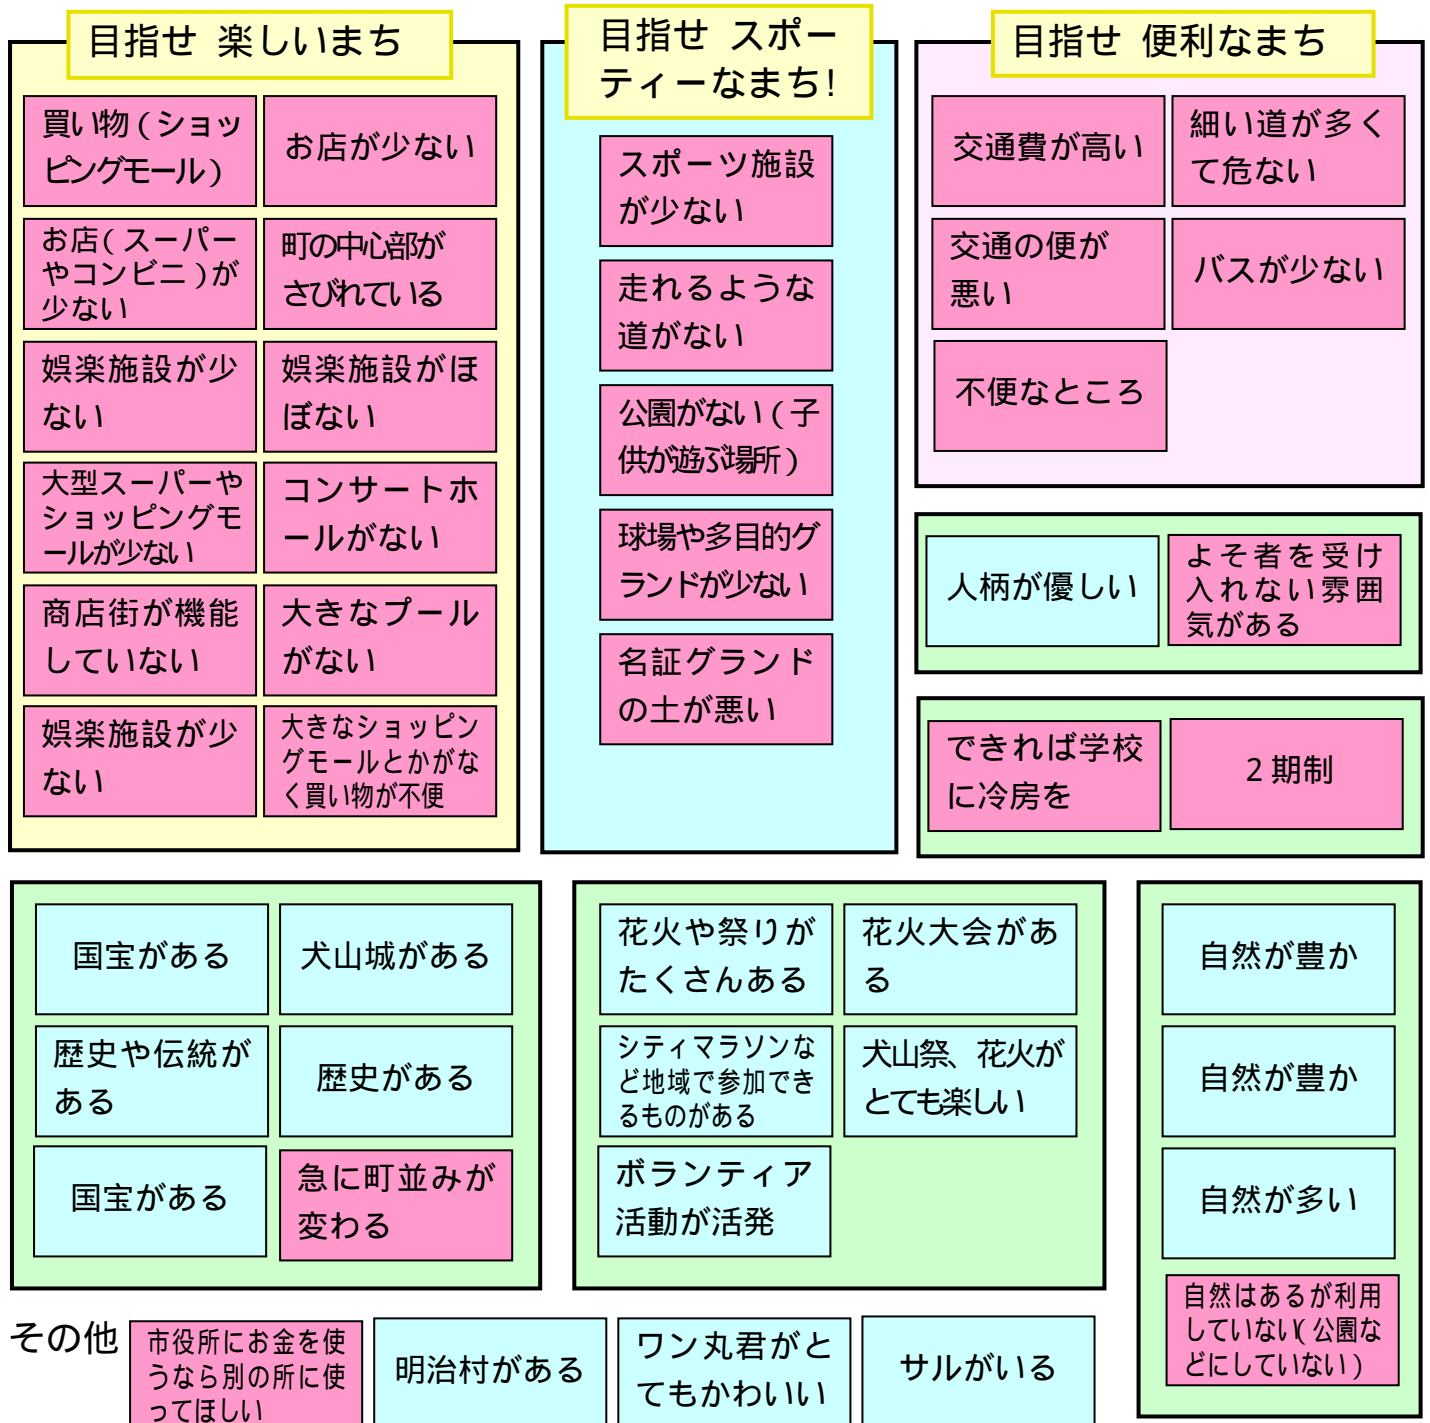 目指せ 楽しいまち
買い物（ショッ
ピングモール）
お店が少ない
お店（スーパー
やコンビニ）が
少ない
町の中心部が
さびれている
娯楽施設が少
ない
娯楽施設がほ
ぼない
大型スーパーや
ショッピングモ
ールが少ない
コンサートホ
ールがない
商店街が機能
していない
大きなプール
がない
娯楽施設が少
ない
大きなショッピン
グモールとかがな
く買い物が不便
目指せ スポー
ティーなまち！
スポーツ施設
が少ない
走れるような
道がない
公園がない（子
供が遊ぶ場所）
球場や多目的グ
ランドが少ない
名証グランド
の土が悪い
目指せ 便利なまち
交通費が高い
細い道が多く
て危ない
交通の便が
悪い
バスが少ない
不便なところ
人柄が優しい
よそ者を受け
入れない雰囲
気がある
できれば学校
に冷房を
２期制
国宝がある
犬山城がある
歴史や伝統が
ある
歴史がある
国宝がある
急に町並みが
変わる
花火や祭りが
たくさんある
花火大会があ
る
シティマラソンな
ど地域で参加でき
るものがある
犬山祭、花火が
とても楽しい
ボランティア
活動が活発
自然が豊か
自然が豊か
自然が多い
自然はあるが利用
していない（公園な
どにしていない）
その他
市役所にお金を使
うなら別の所に使
ってほしい
明治村がある
ワン丸君がと
てもかわいい
サルがいる